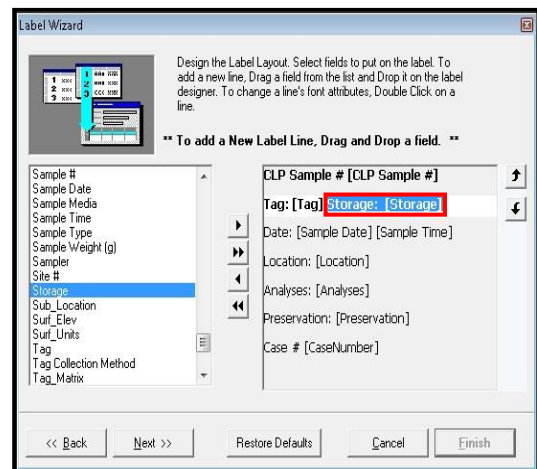 Label Wizard
Design the Label Layout. Select fields to put on the label. To
add a new line, Drag a field from the list and Drop it on the label
designer. To change a line's font attributes, Double Click on a
line.
** To add a New Label Line, Drag and Drop a field. **
Sample #
Sample Date
Sample Media
Sample Time
Sample Type
Sample Weight (g)
Sampler
Site #
Storage
Sub_Location
Surf_Elev
Surf_Units
Tag
Tag Collection Method
Tag_Matrix
CLP Sample # [CLP Sample #]
Tag: [Tag] Storage: [Storage]
Date: [Sample Date] [Sample Time]
Location: [Location]
Analyses: [Analyses]
Preservation: [Preservation]
Case # [CaseNumber]
<< Back
Next >>
Restore Defaults
Cancel
Finish